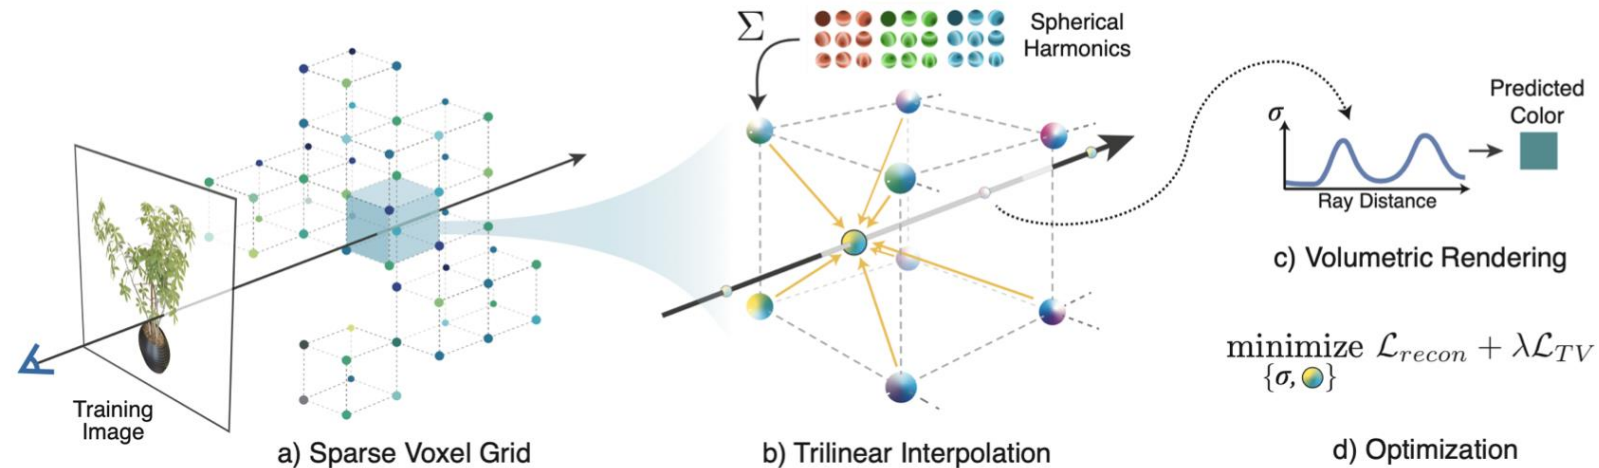 Σ
Spherical
Harmonics
Training
Image
a) Sparse Voxel Grid
b) Trilinear Interpolation
σ
Ray Distance
Predicted
Color
c) Volumetric Rendering
minimize ℒ_recon + λℒ_TV
{σ, }
d) Optimization